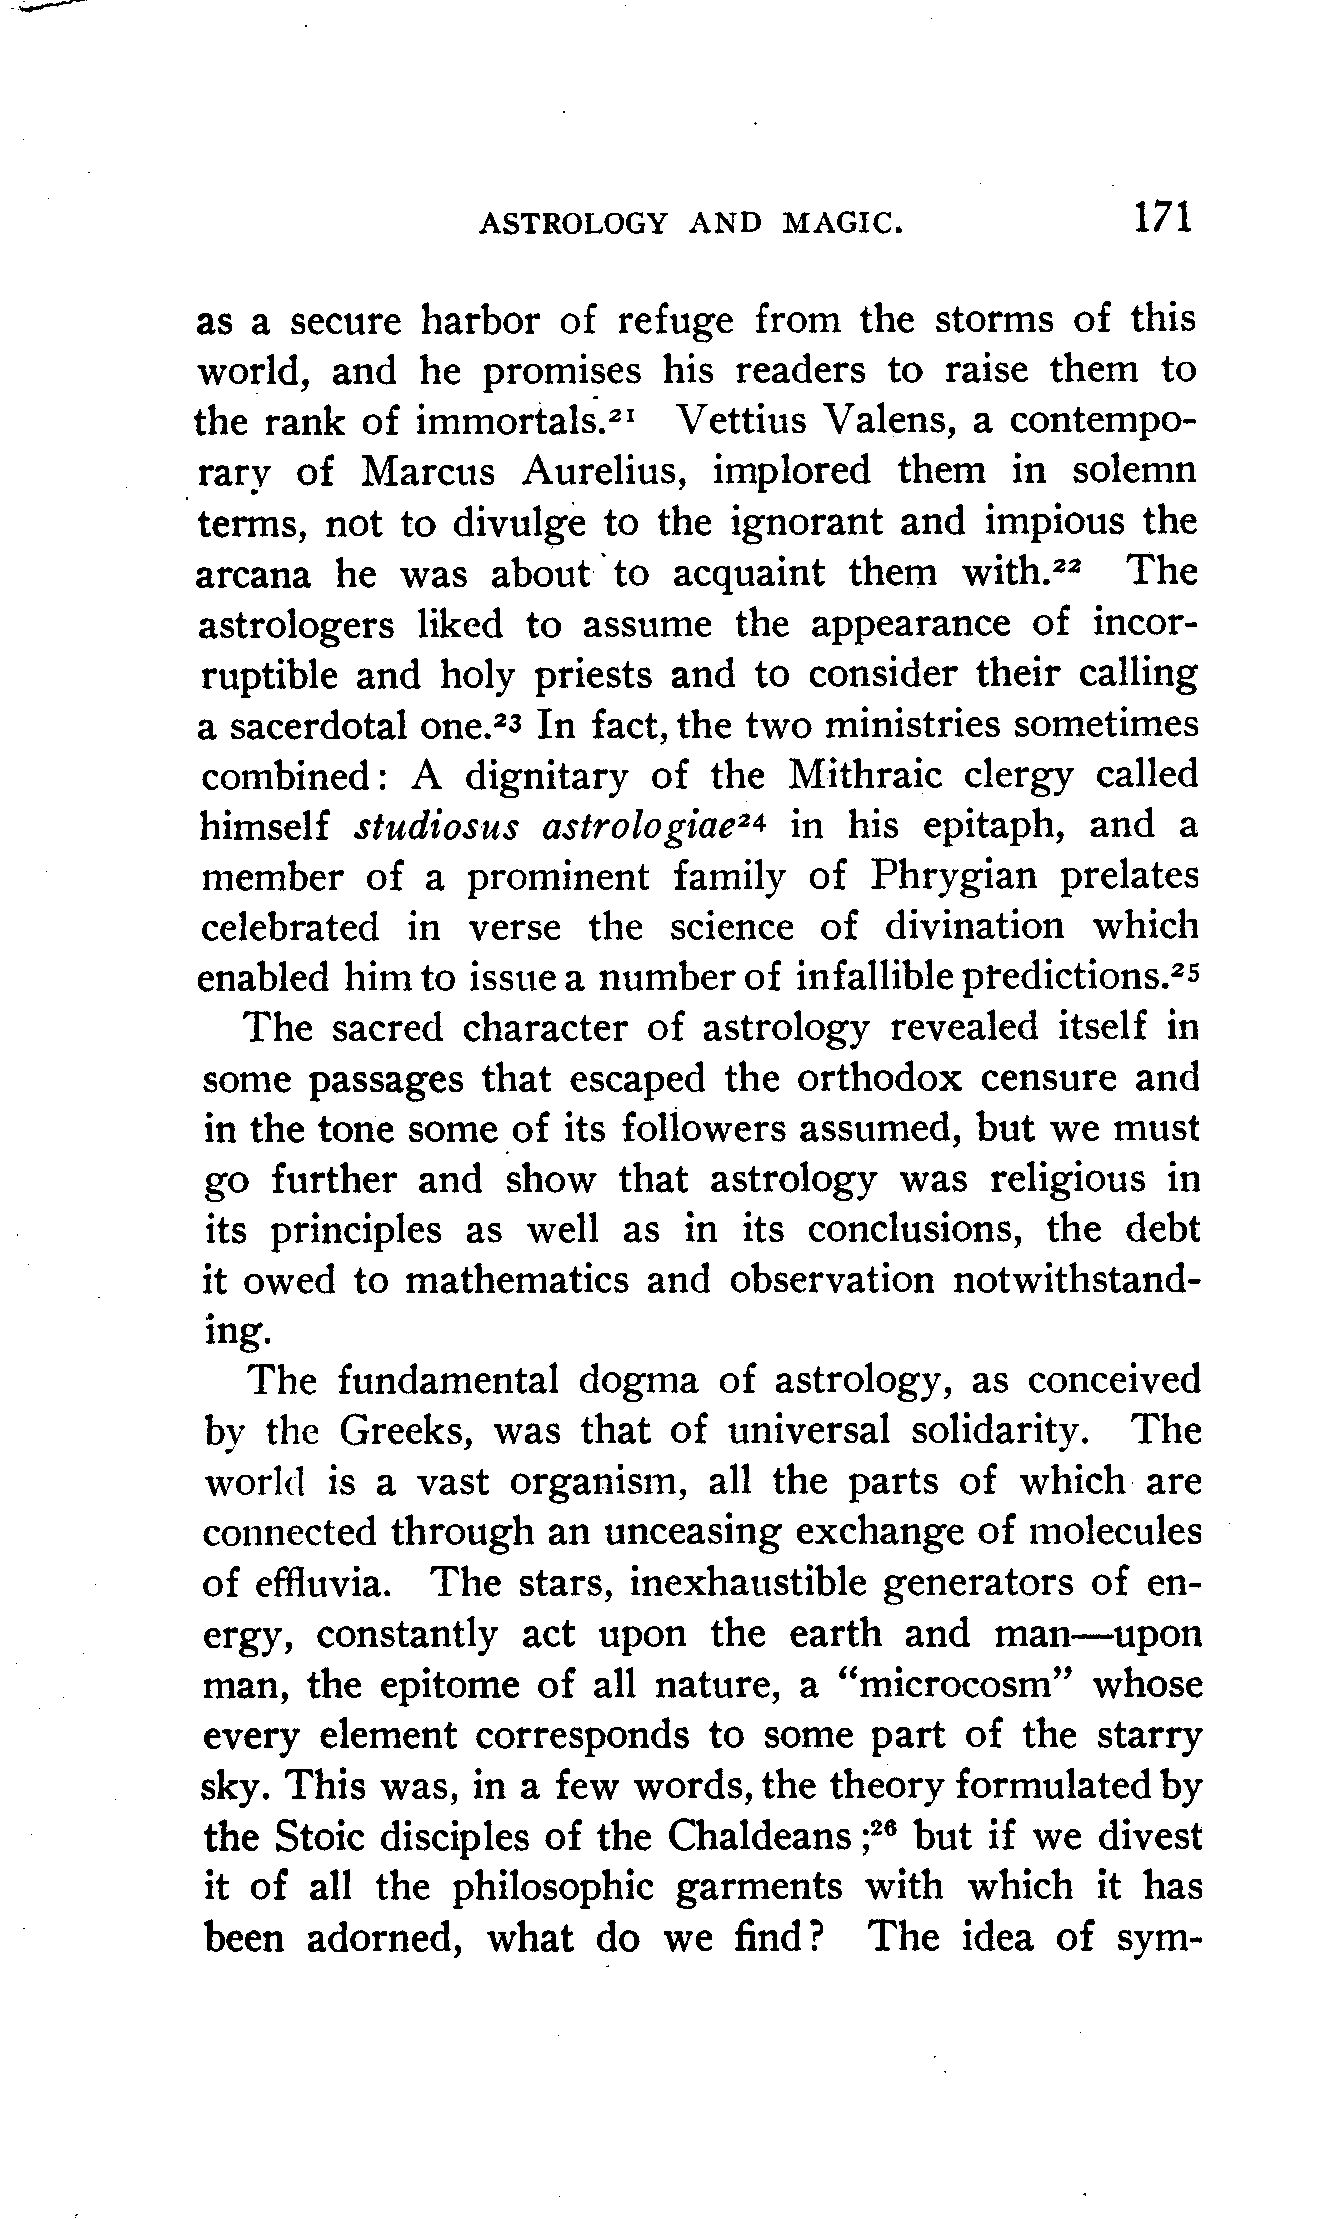 ASTROLOGY AND MAGIC. 171
as a secure harbor of refuge from the storms of this
world, and he promises his readers to raise them to
the rank of immortals.²¹ Vettius Valens, a contempo-
rary of Marcus Aurelius, implored them in solemn
terms, not to divulge to the ignorant and impious the
arcana he was about to acquaint them with.²² The
astrologers liked to assume the appearance of incor-
ruptible and holy priests and to consider their calling
a sacerdotal one.²³ In fact, the two ministries sometimes
combined: A dignitary of the Mithraic clergy called
himself studiosus astrologiae²⁴ in his epitaph, and a
member of a prominent family of Phrygian prelates
celebrated in verse the science of divination which
enabled him to issue a number of infallible predictions.²⁵
The sacred character of astrology revealed itself in
some passages that escaped the orthodox censure and
in the tone some of its followers assumed, but we must
go further and show that astrology was religious in
its principles as well as in its conclusions, the debt
it owed to mathematics and observation notwithstand-
ing.
The fundamental dogma of astrology, as conceived
by the Greeks, was that of universal solidarity. The
world is a vast organism, all the parts of which are
connected through an unceasing exchange of molecules
of effluvia. The stars, inexhaustible generators of en-
ergy, constantly act upon the earth and man—upon
man, the epitome of all nature, a “microcosm” whose
every element corresponds to some part of the starry
sky. This was, in a few words, the theory formulated by
the Stoic disciples of the Chaldeans;²⁶ but if we divest
it of all the philosophic garments with which it has
been adorned, what do we find? The idea of sym-